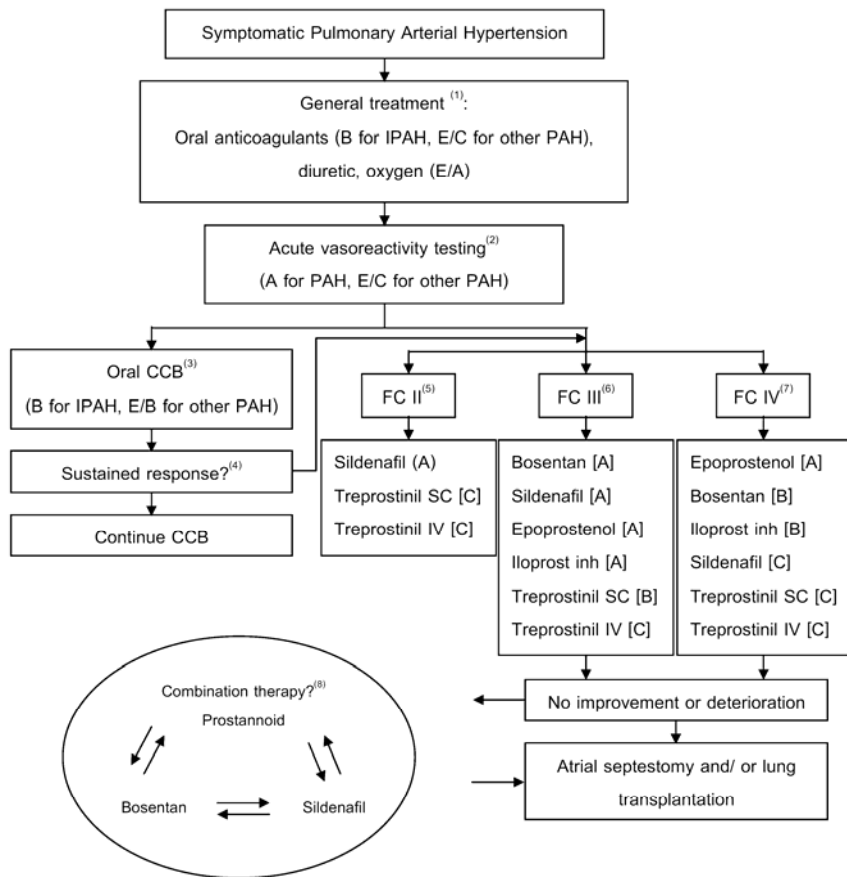 Symptomatic Pulmonary Arterial Hypertension
General treatment (1):
Oral anticoagulants (B for IPAH, E/C for other PAH),
diuretic, oxygen (E/A)
Acute vasoreactivity testing(2)
(A for PAH, E/C for other PAH)
Oral CCB(3)
(B for IPAH, E/B for other PAH)
Sustained response?(4)
Continue CCB
FC II(5)
Sildenafil (A)
Treprostinil SC [C]
Treprostinil IV [C]
FC III(6)
Bosentan [A]
Sildenafil [A]
Epoprostenol [A]
Iloprost inh [A]
Treprostinil SC [B]
Treprostinil IV [C]
FC IV(7)
Epoprostenol [A]
Bosentan [B]
Iloprost inh [B]
Sildenafil [C]
Treprostinil SC [C]
Treprostinil IV [C]
Combination therapy?(8)
Prostannoid
Bosentan
Sildenafil
No improvement or deterioration
Atrial septestomy and/ or lung
transplantation